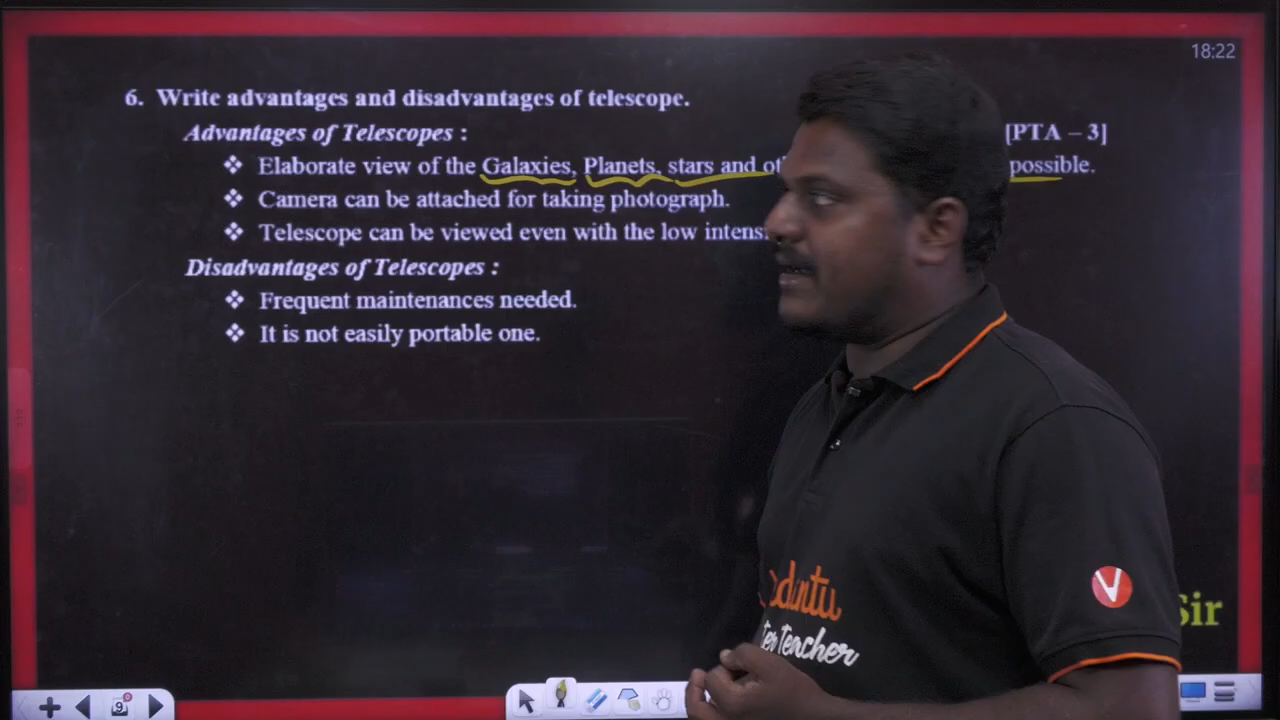 18:22
6. Write advantages and disadvantages of telescope.
Advantages of Telescopes : [PTA – 3]
❖ Elaborate view of the Galaxies, Planets, stars and possible.
❖ Camera can be attached for taking photograph.
❖ Telescope can be viewed even with the low
Disadvantages of Telescopes :
❖ Frequent maintenances needed.
❖ It is not easily portable one.
teacher
Sir
9